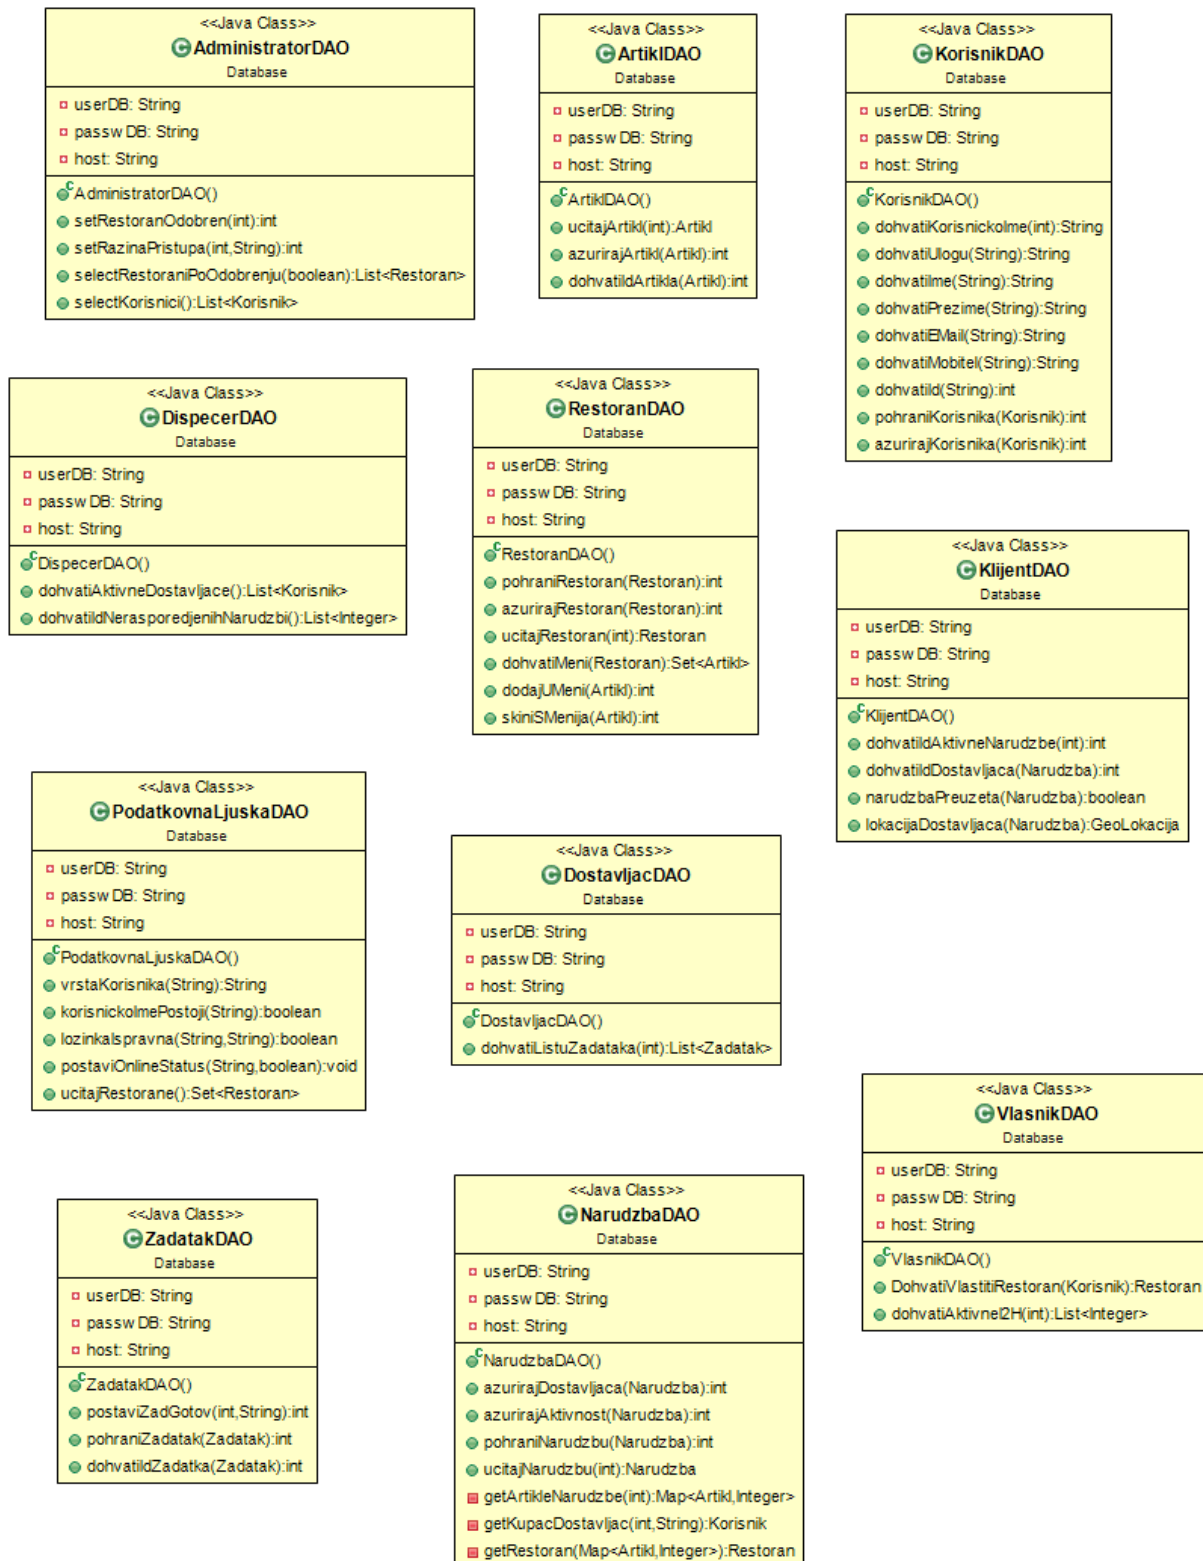 <<Java Class>>
AdministratorDAO
Database
userDB: String
passwDB: String
host: String
AdministratorDAO()
setRestoranOdobren(int):int
setRazinaPristupa(int,String):int
selectRestoraniPoOdobrenju(boolean):List<Restoran>
selectKorisnici():List<Korisnik>
<<Java Class>>
ArtiklDAO
Database
userDB: String
passwDB: String
host: String
ArtiklDAO()
ucitajArtikl(int):Artikl
azurirajArtikl(Artikl):int
dohvatiIdArtikla(Artikl):int
<<Java Class>>
KorisnikDAO
Database
userDB: String
passwDB: String
host: String
KorisnikDAO()
dohvatiKorisnickoIme(int):String
dohvatiUlogu(String):String
dohvatiIme(String):String
dohvatiPrezime(String):String
dohvatiEMail(String):String
dohvatiMobitel(String):String
dohvatiId(String):int
pohraniKorisnika(Korisnik):int
azurirajKorisnika(Korisnik):int
<<Java Class>>
DispecerDAO
Database
userDB: String
passwDB: String
host: String
DispecerDAO()
dohvatiAktivneDostavljace():List<Korisnik>
dohvatiIdNerasporedjenihNarudzbi():List<Integer>
<<Java Class>>
RestoranDAO
Database
userDB: String
passwDB: String
host: String
RestoranDAO()
pohraniRestoran(Restoran):int
azurirajRestoran(Restoran):int
ucitajRestoran(int):Restoran
dohvatiMeni(Restoran):Set<Artikl>
dodajUMeni(Artikl):int
skiniSMenija(Artikl):int
<<Java Class>>
KlijentDAO
Database
userDB: String
passwDB: String
host: String
KlijentDAO()
dohvatiIdAktivneNarudzbe(int):int
dohvatiIdDostavljaca(Narudzba):int
narudzbaPreuzeta(Narudzba):boolean
lokacijaDostavljaca(Narudzba):GeoLokacija
<<Java Class>>
PodatkovnaLjuskaDAO
Database
userDB: String
passwDB: String
host: String
PodatkovnaLjuskaDAO()
vrstaKorisnika(String):String
korisnickoImePostoji(String):boolean
lozinkaIspravna(String,String):boolean
postaviOnlineStatus(String,boolean):void
ucitajRestorane():Set<Restoran>
<<Java Class>>
DostavljacDAO
Database
userDB: String
passwDB: String
host: String
DostavljacDAO()
dohvatiListuZadataka(int):List<Zadatak>
<<Java Class>>
VlasnikDAO
Database
userDB: String
passwDB: String
host: String
VlasnikDAO()
DohvatiVlastitiRestoran(Korisnik):Restoran
dohvatiAktivneI2H(int):List<Integer>
<<Java Class>>
ZadatakDAO
Database
userDB: String
passwDB: String
host: String
ZadatakDAO()
postaviZadGotov(int,String):int
pohraniZadatak(Zadatak):int
dohvatiIdZadatka(Zadatak):int
<<Java Class>>
NarudzbaDAO
Database
userDB: String
passwDB: String
host: String
NarudzbaDAO()
azurirajDostavljaca(Narudzba):int
azurirajAktivnost(Narudzba):int
pohraniNarudzbu(Narudzba):int
ucitajNarudzbu(int):Narudzba
getArtikleNarudzbe(int):Map<Artikl,Integer>
getKupacDostavljac(int,String):Korisnik
getRestoran(Map<Artikl,Integer>):Restoran